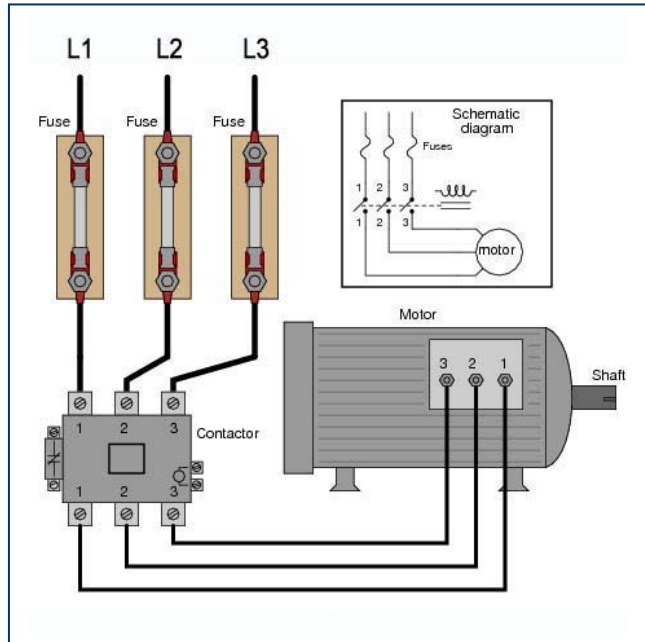 L1 L2 L3
Fuse Fuse Fuse
Schematic
diagram
Fuses
1 2 3
1 2 3
motor
Motor
3 2 1
Shaft
1 2 3
Contactor
1 2 3